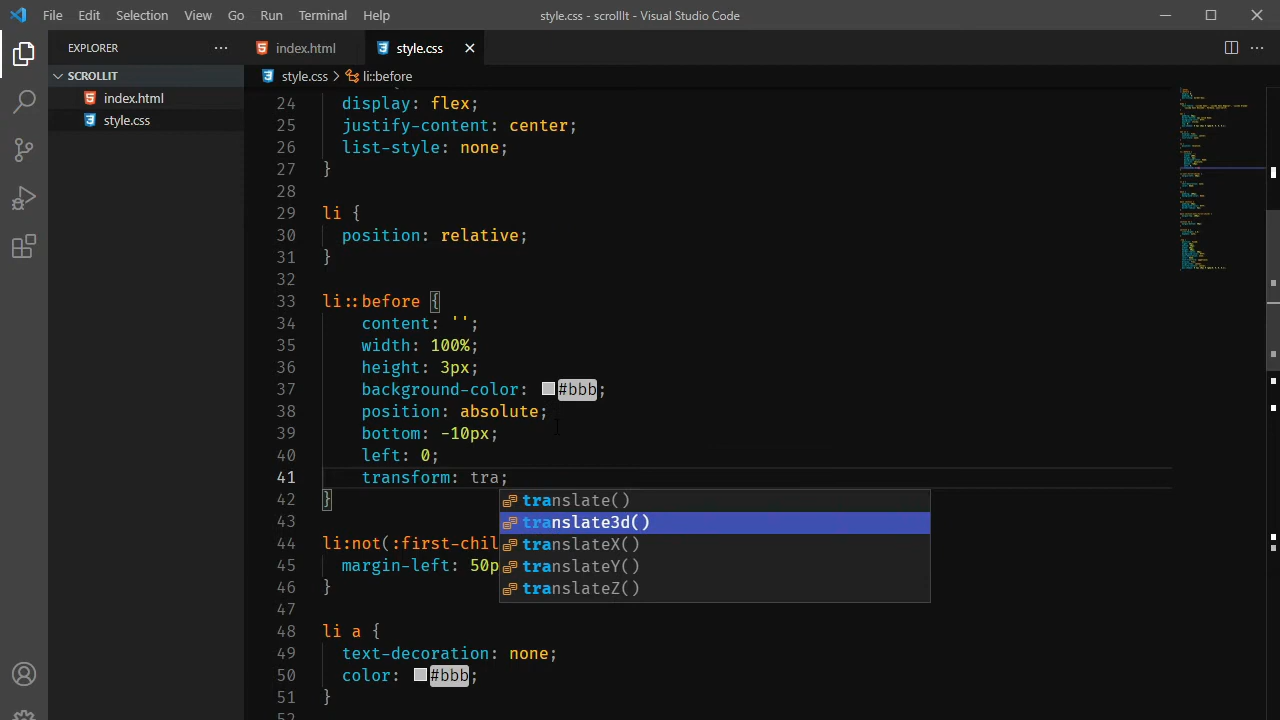 File Edit Selection View Go Run Terminal Help
style.css - scrollIt - Visual Studio Code
EXPLORER
index.html
style.css
SCROLLIT
index.html
style.css
style.css > li::before
24 display: flex;
25 justify-content: center;
26 list-style: none;
27 }
28
29 li {
30 position: relative;
31 }
32
33 li::before {
34 content: '';
35 width: 100%;
36 height: 3px;
37 background-color: #bbb;
38 position: absolute;
39 bottom: -10px;
40 left: 0;
41 transform: tra;
42 }
translate()
translate3d()
translateX()
translateY()
translateZ()
43
44 li:not(:first-chil
45 margin-left: 50p
46 }
47
48 li a {
49 text-decoration: none;
50 color: #bbb;
51 }
52